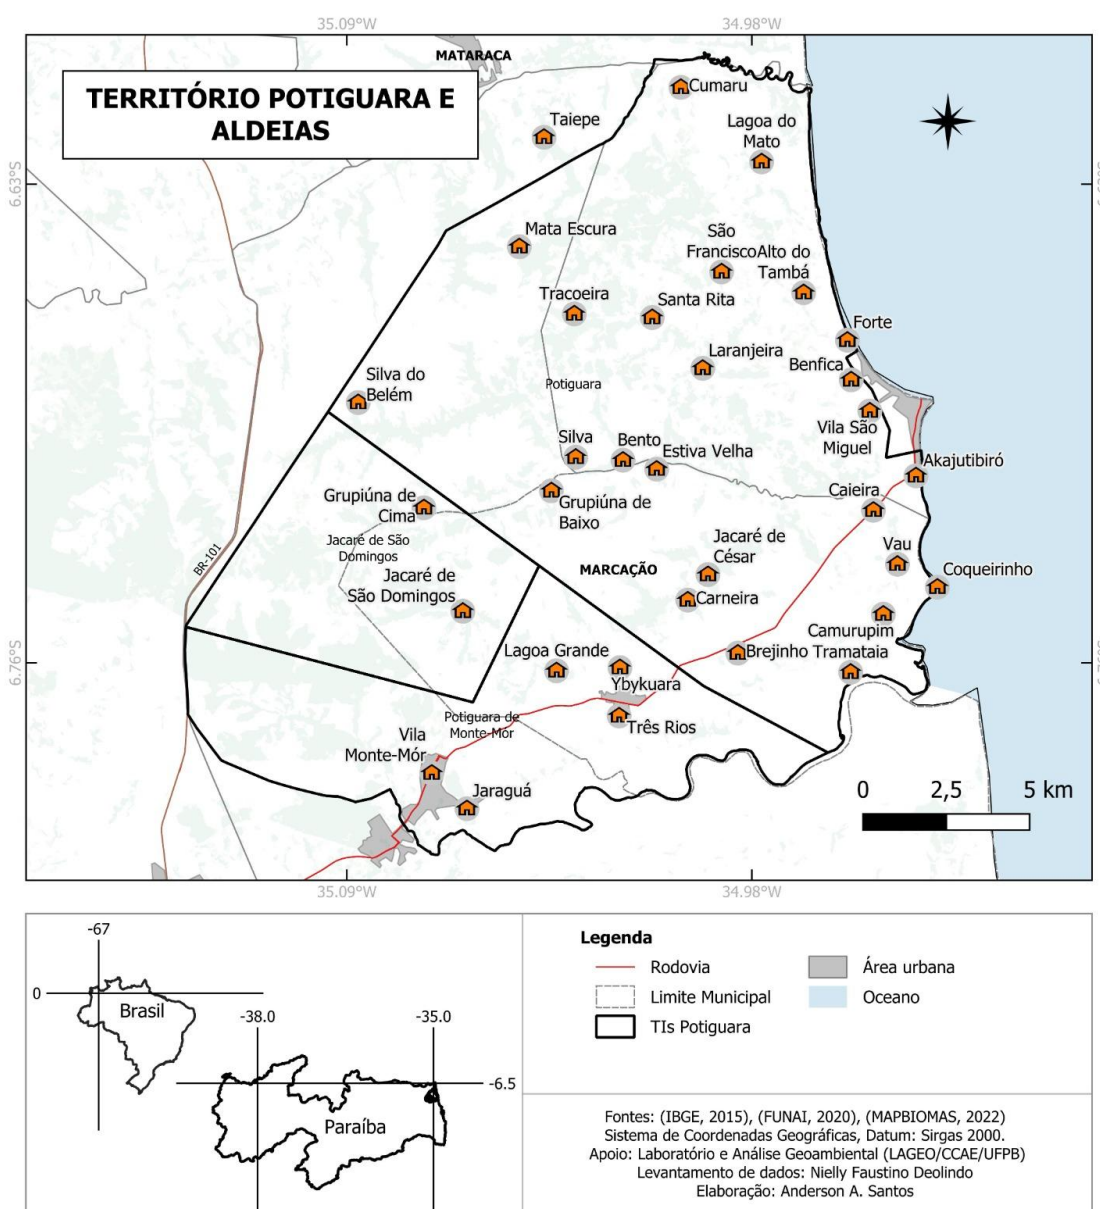 35.09°W
34.98°W
MATARACA
TERRITÓRIO POTIGUARA E
ALDEIAS
Cumaru
Taiepe
Lagoa do
Mato
6.63°S
6.63°S
Mata Escura
São
Francisco
Alto do
Tambá
Tracoeira
Santa Rita
Forte
Laranjeira
Benfica
Silva do
Belém
Potiguara
Vila São
Miguel
Silva
Bento
Estiva Velha
Akajutibiró
Grupiúna de
Cima
Grupiúna de
Baixo
Caieira
Jacaré de São
Domingos
BR-101
Jacaré de
César
Vau
MARCAÇÃO
Coqueirinho
Jacaré de
São Domingos
Carneira
Camurupim
Lagoa Grande
Brejinho
Tramataia
6.76°S
6.76°S
Ybykuara
Potiguara de
Monte-Mór
Três Rios
Vila
Monte-Mór
Jaraguá
0 2,5 5 km
35.09°W
34.98°W
-67
0
Brasil
-38.0
-35.0
-6.5
Paraíba
Legenda
Rodovia
Área urbana
Limite Municipal
Oceano
TIs Potiguara
Fontes: (IBGE, 2015), (FUNAI, 2020), (MAPBIOMAS, 2022)
Sistema de Coordenadas Geográficas, Datum: Sirgas 2000.
Apoio: Laboratório e Análise Geoambiental (LAGEO/CCAE/UFPB)
Levantamento de dados: Nielly Faustino Deolindo
Elaboração: Anderson A. Santos